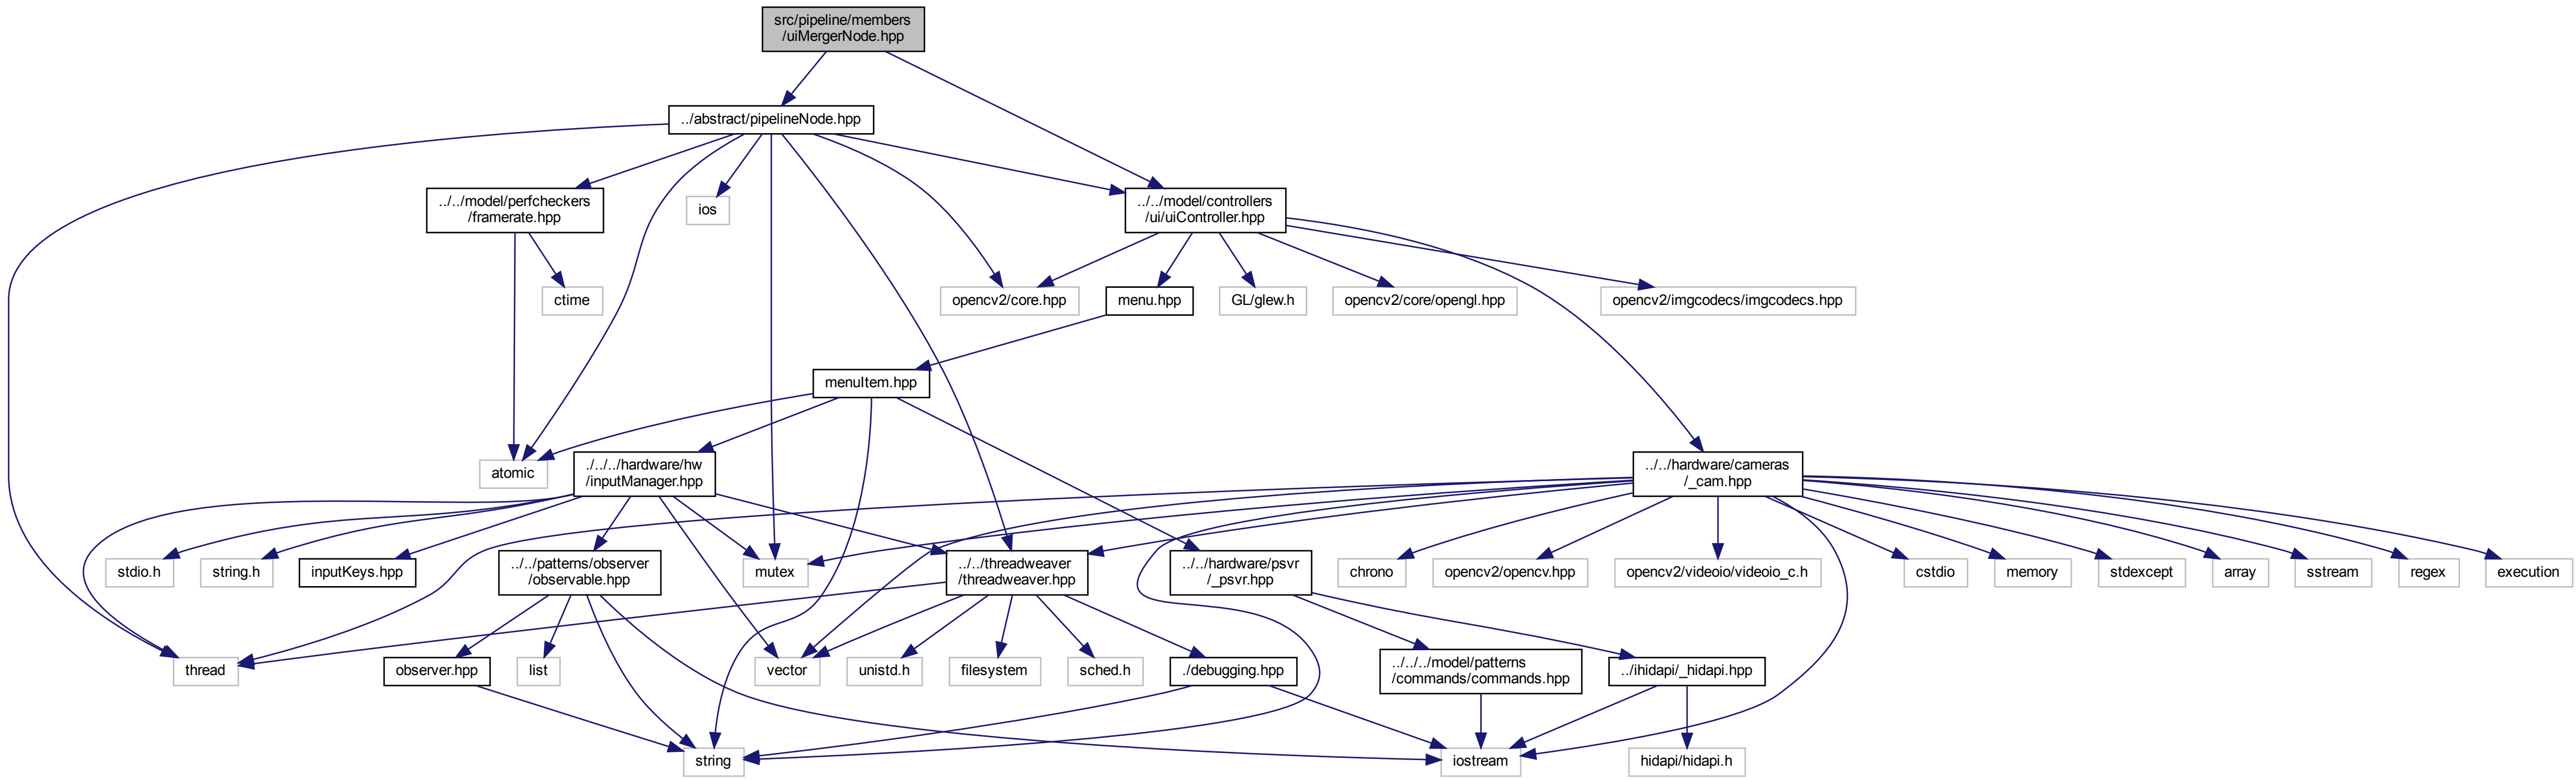 src/pipeline/members
/uiMergerNode.hpp
../abstract/pipelineNode.hpp
../../model/perfcheckers
/framerate.hpp
ios
../../model/controllers
/ui/uiController.hpp
ctime
opencv2/core.hpp
menu.hpp
GL/glew.h
opencv2/core/opengl.hpp
opencv2/imgcodecs/imgcodecs.hpp
menuItem.hpp
atomic
./../../hardware/hw
/inputManager.hpp
../../hardware/cameras
/_cam.hpp
stdio.h
string.h
inputKeys.hpp
../../patterns/observer
/observable.hpp
mutex
../../threadweaver
/threadweaver.hpp
../../hardware/psvr
/_psvr.hpp
chrono
opencv2/opencv.hpp
opencv2/videoio/videoio_c.h
cstdio
memory
stdexcept
array
sstream
regex
execution
thread
observer.hpp
list
vector
unistd.h
filesystem
sched.h
./debugging.hpp
../../../model/patterns
/commands/commands.hpp
../ihidapi/_hidapi.hpp
string
iostream
hidapi/hidapi.h